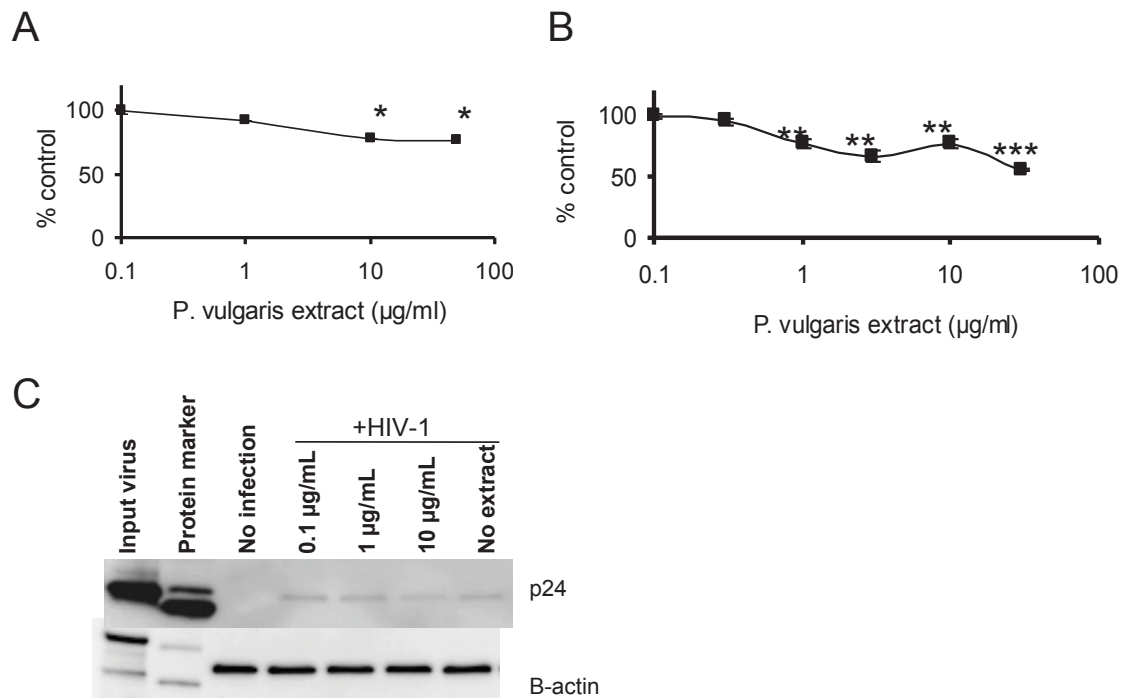 A
100
50
0
% control
* *
0.1 1 10 100
P. vulgaris extract (µg/ml)
B
100
50
0
% control
** ** ** ***
0.1 1 10 100
P. vulgaris extract (µg/ml)
C
+HIV-1
Input virus
Protein marker
No infection
0.1 µg/mL
1 µg/mL
10 µg/mL
No extract
p24
B-actin